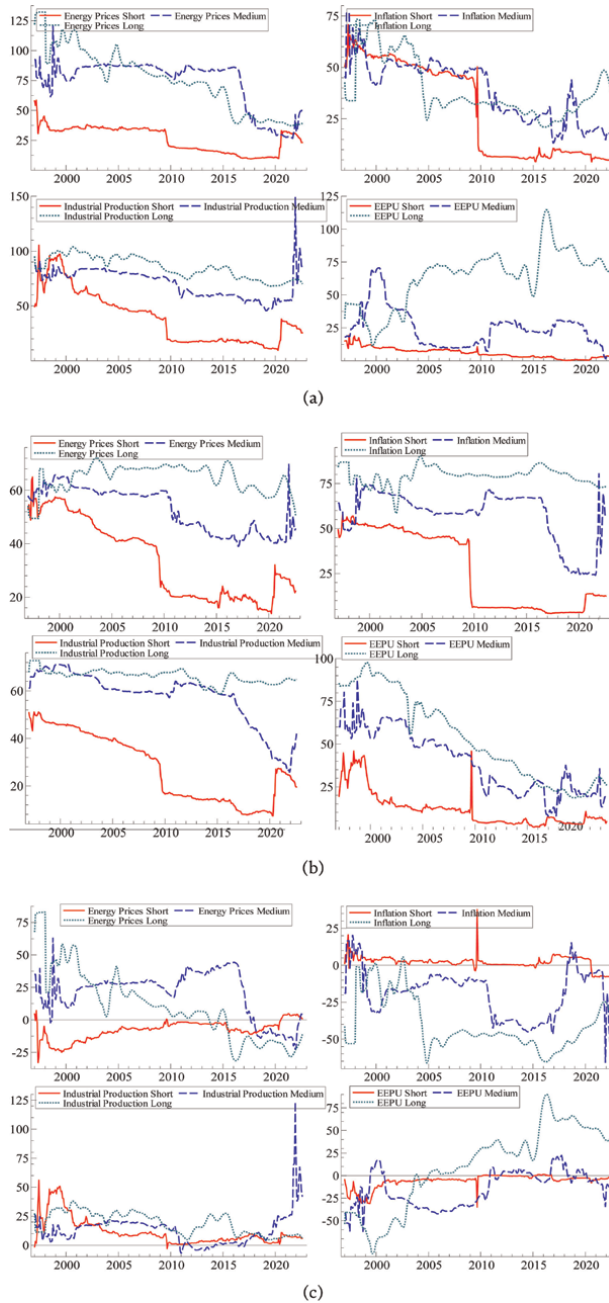 Energy Prices Short Energy Prices Medium
Energy Prices Long
125
100
75
50
25
2000 2005 2010 2015 2020
Inflation Short Inflation Medium
Inflation Long
75
50
25
2000 2005 2010 2015 2020
Industrial Production Short Industrial Production Medium
Industrial Production Long
150
100
50
2000 2005 2010 2015 2020
EEPU Short EEPU Medium
EEPU Long
125
100
75
50
25
2000 2005 2010 2015 2020
(a)
Energy Prices Short Energy Prices Medium
Energy Prices Long
60
40
20
2000 2005 2010 2015 2020
Inflation Short Inflation Medium
Inflation Long
75
50
25
2000 2005 2010 2015 2020
Industrial Production Short Industrial Production Medium
Industrial Production Long
60
40
20
2000 2005 2010 2015 2020
EEPU Short EEPU Medium
EEPU Long
100
75
50
25
2000 2005 2010 2015 2020
(b)
Energy Prices Short Energy Prices Medium
Energy Prices Long
75
50
25
0
-25
2000 2005 2010 2015 2020
Inflation Short Inflation Medium
Inflation Long
25
0
-25
-50
2000 2005 2010 2015 2020
Industrial Production Short Industrial Production Medium
Industrial Production Long
125
100
75
50
25
0
2000 2005 2010 2015 2020
EEPU Short EEPU Medium
EEPU Long
75
50
25
0
-25
-50
2000 2005 2010 2015 2020
(c)